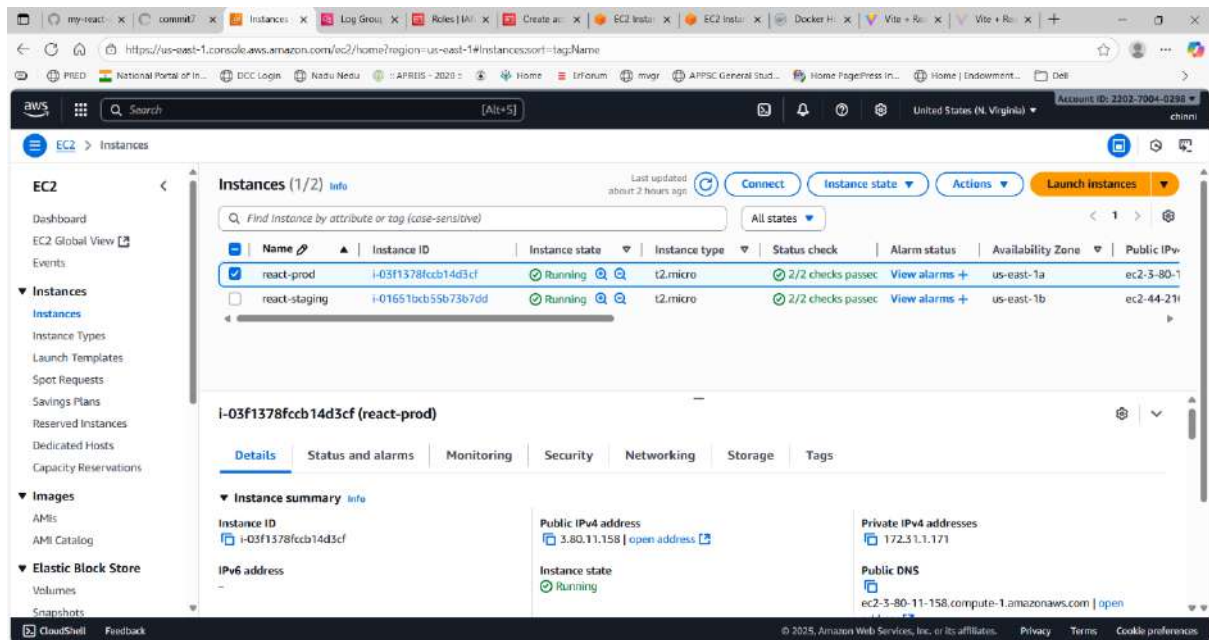 my-react-
commit7
Instances
Log Grou
Roles | IA
Create a
EC2 Insta
EC2 Insta
Docker H
Vite + Re
Vite + Re
https://us-east-1.console.aws.amazon.com/ec2/home?region=us-east-1#Instances:sort=tag:Name
PRED
National Portal of In...
DCC Login
Nadu Nedu
:: APREIS - 2020 ::
Home
Erforum
mvgr
APPSC General Stud...
Home PagePress In...
Home | Endowment...
Dell
aws
Search
[Alt+S]
United States (N. Virginia)
Account ID: 2202-7004-0298
chinni
EC2 > Instances
EC2
Dashboard
EC2 Global View
Events
Instances
Instances
Instance Types
Launch Templates
Spot Requests
Savings Plans
Reserved Instances
Dedicated Hosts
Capacity Reservations
Images
AMIs
AMI Catalog
Elastic Block Store
Volumes
Snapshots
Instances (1/2) Info
Last updated
about 2 hours ago
Connect
Instance state
Actions
Launch instances
Find Instance by attribute or tag (case-sensitive)
All states
1
Name Instance ID Instance state Instance type Status check Alarm status Availability Zone Public IPv
react-prod i-03f1378fccb14d3cf Running t2.micro 2/2 checks passec View alarms + us-east-1a ec2-3-80-1
react-staging i-01651bcb55b73b7dd Running t2.micro 2/2 checks passec View alarms + us-east-1b ec2-44-21
i-03f1378fccb14d3cf (react-prod)
Details Status and alarms Monitoring Security Networking Storage Tags
Instance summary Info
Instance ID
i-03f1378fccb14d3cf
Public IPv4 address
3.80.11.158 | open address
Private IPv4 addresses
172.31.1.171
IPv6 address
–
Instance state
Running
Public DNS
ec2-3-80-11-158.compute-1.amazonaws.com | open
CloudShell Feedback
© 2025, Amazon Web Services, Inc. or its affiliates. Privacy Terms Cookie preferences